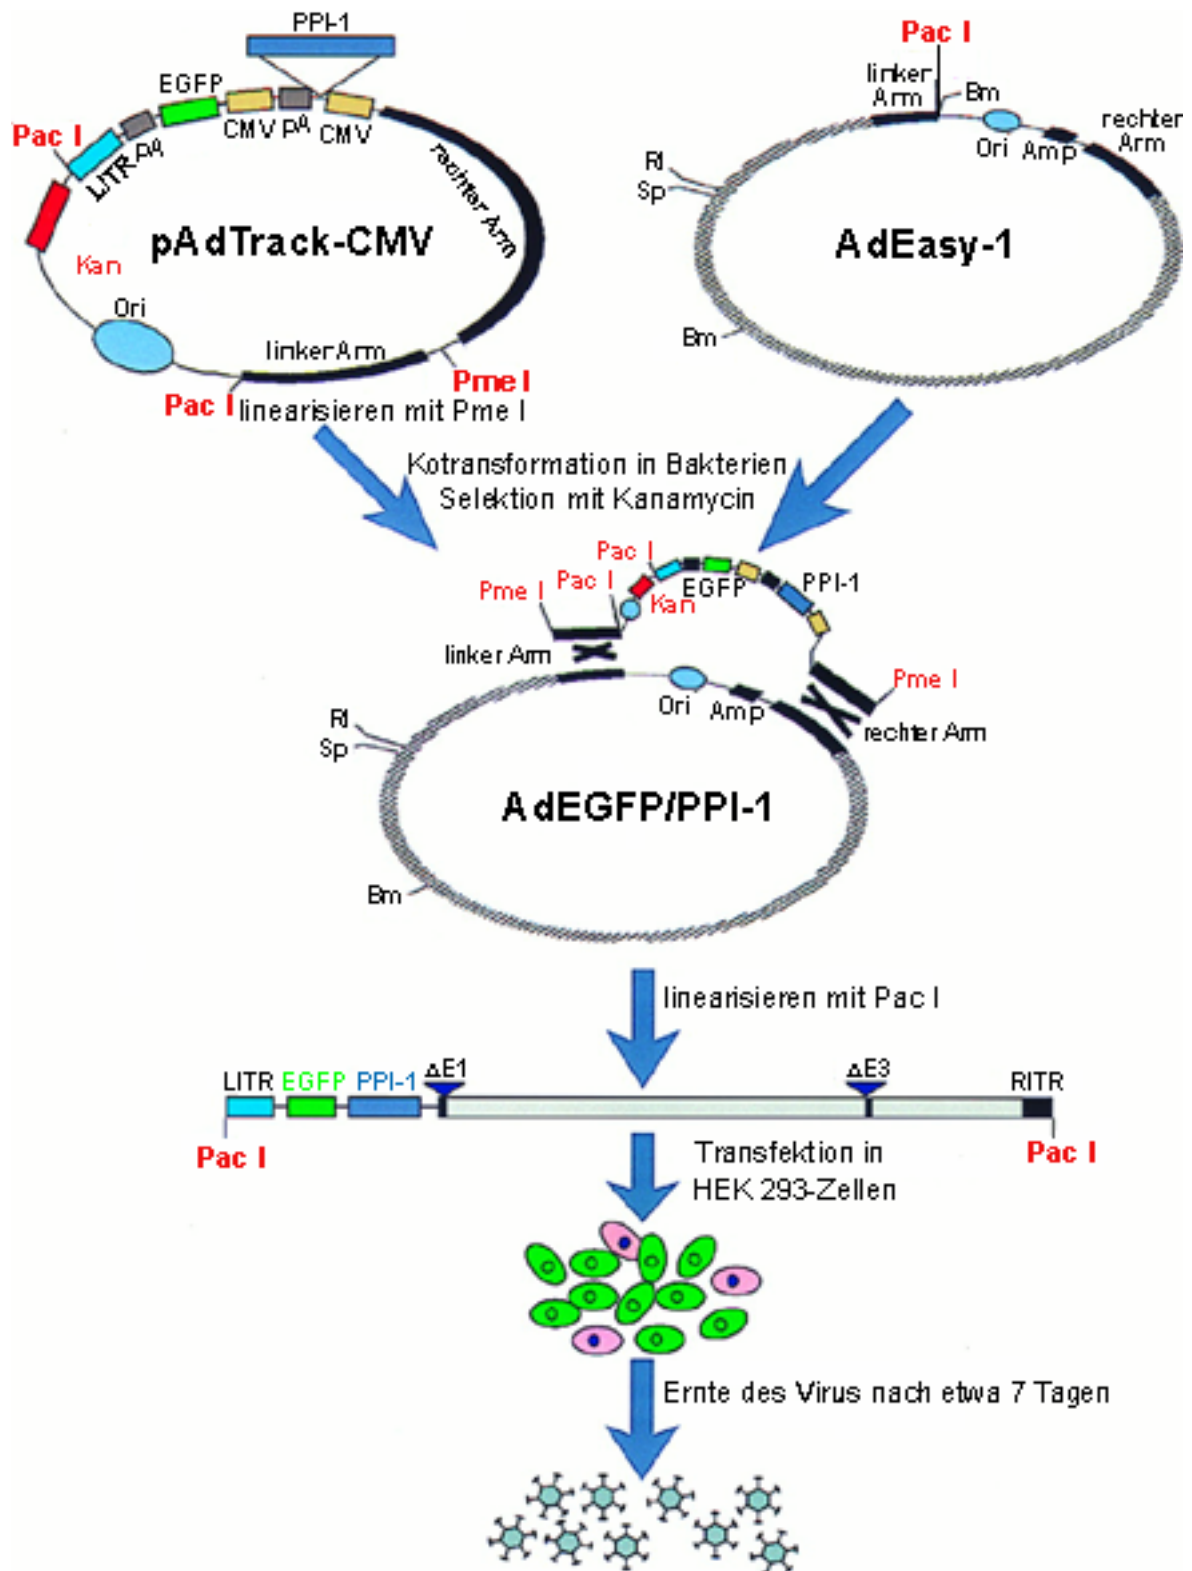 PPI-1
EGFP
CMV
pA
CMV
Pac I
LITR
pA
rechter Arm
pAdTrack-CMV
Kan
Ori
linker Arm
Pme I
Pac I
linearisieren mit Pme I
Pac I
linker
Arm
Bm
rechter
Arm
Ori
Amp
RI
Sp
AdEasy-1
Bm
Kotransformation in Bakterien
Selektion mit Kanamycin
Pac I
Pac I
Pme I
EGFP
PPI-1
Kan
linker Arm
Pme I
Ori
Amp
rechter Arm
RI
Sp
AdEGFP/PPI-1
Bm
linearisieren mit Pac I
LITR
EGFP
PPI-1
ΔE1
ΔE3
RITR
Pac I
Pac I
Transfektion in
HEK 293-Zellen
Ernte des Virus nach etwa 7 Tagen